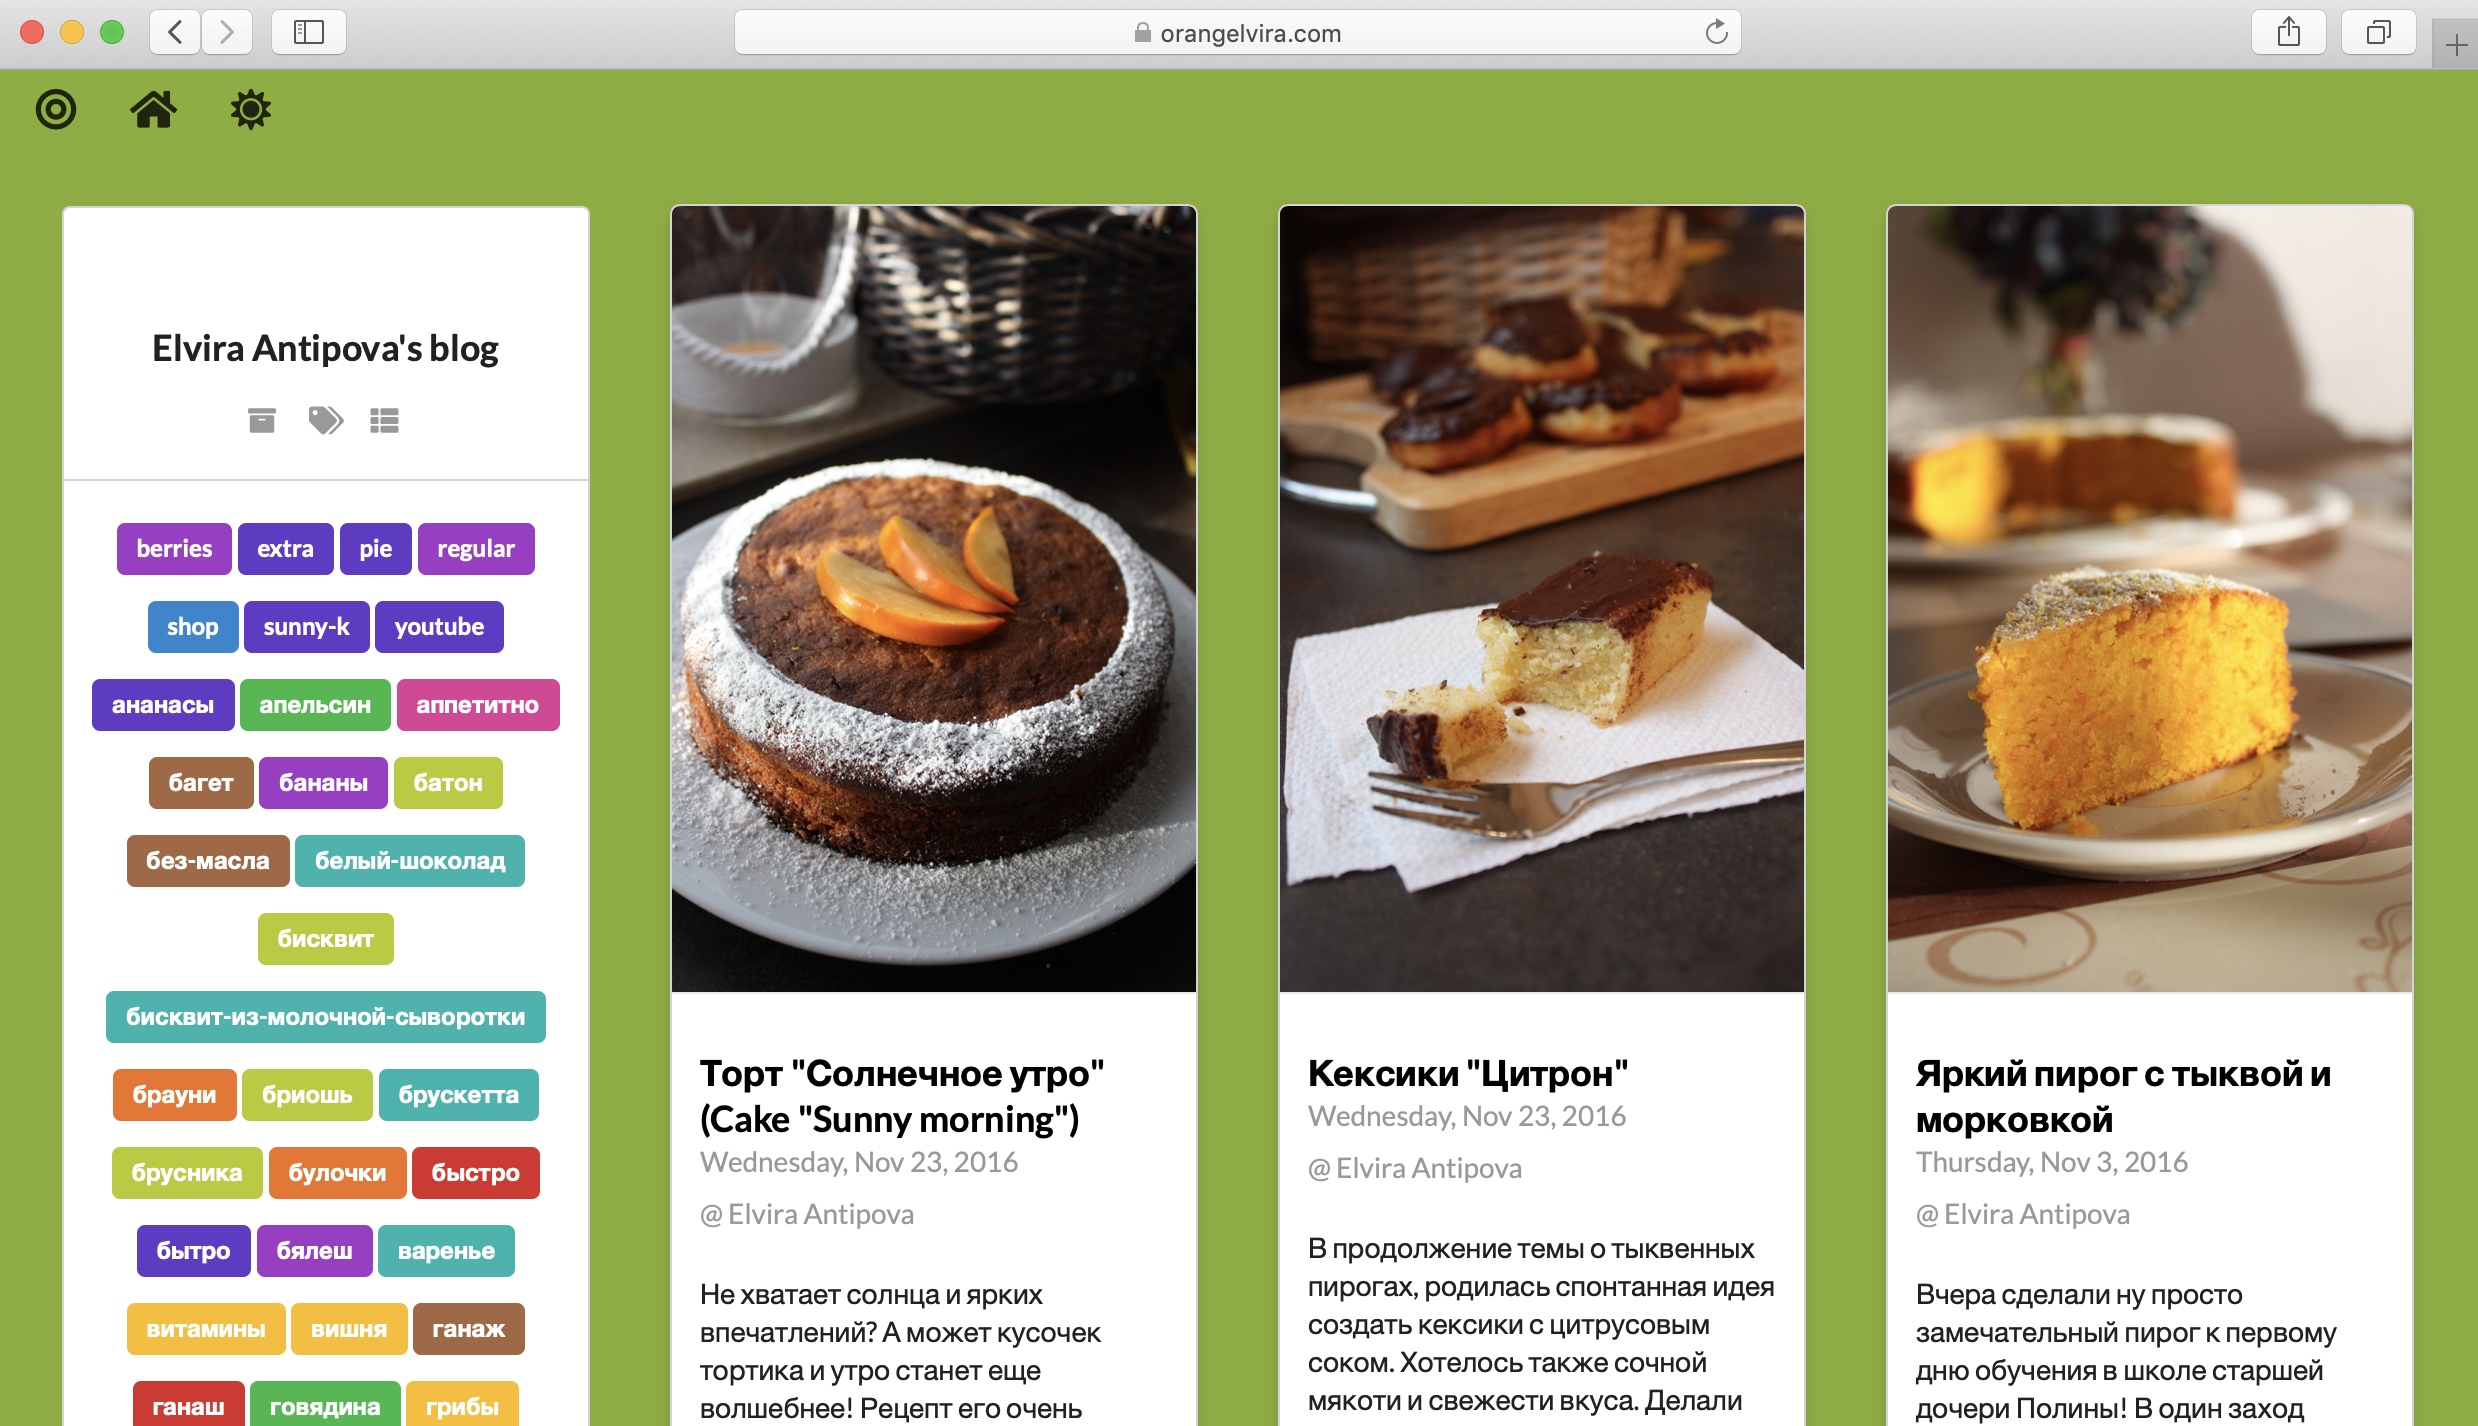 orangelvira.com
Elvira Antipova's blog
berries extra pie regular
shop sunny-k youtube
ананасы апельсин аппетитно
багет бананы батон
без-масла белый-шоколад
бисквит
бисквит-из-молочной-сыворотки
брауни бриошь брускетта
брусника булочки быстро
бытро бялеш варенье
витамины вишня ганаж
ганаш говядина грибы
Торт "Солнечное утро"
(Cake "Sunny morning")
Wednesday, Nov 23, 2016
@ Elvira Antipova
Не хватает солнца и ярких
впечатлений? А может кусочек
тортика и утро станет еще
волшебнее! Рецепт его очень
Кексики "Цитрон"
Wednesday, Nov 23, 2016
@ Elvira Antipova
В продолжение темы о тыквенных
пирогах, родилась спонтанная идея
создать кексики с цитрусовым
соком. Хотелось также сочной
мякоти и свежести вкуса. Делали
Яркий пирог с тыквой и
морковкой
Thursday, Nov 3, 2016
@ Elvira Antipova
Вчера сделали ну просто
замечательный пирог к первому
дню обучения в школе старшей
дочери Полины! В один заход